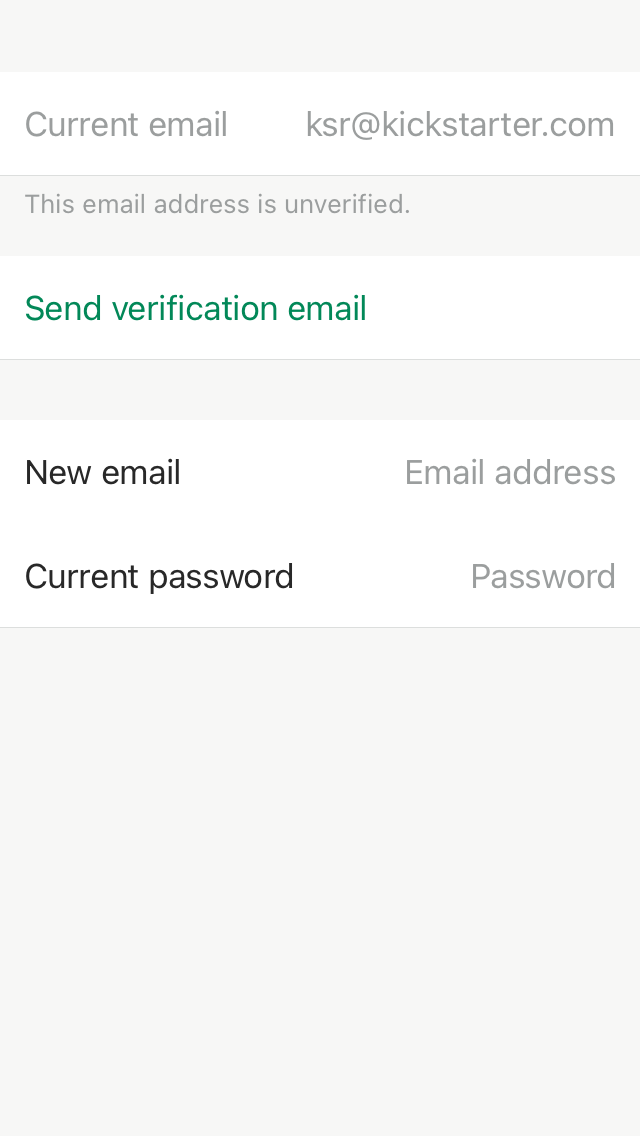 Current email ksr@kickstarter.com
This email address is unverified.
Send verification email
New email Email address
Current password Password